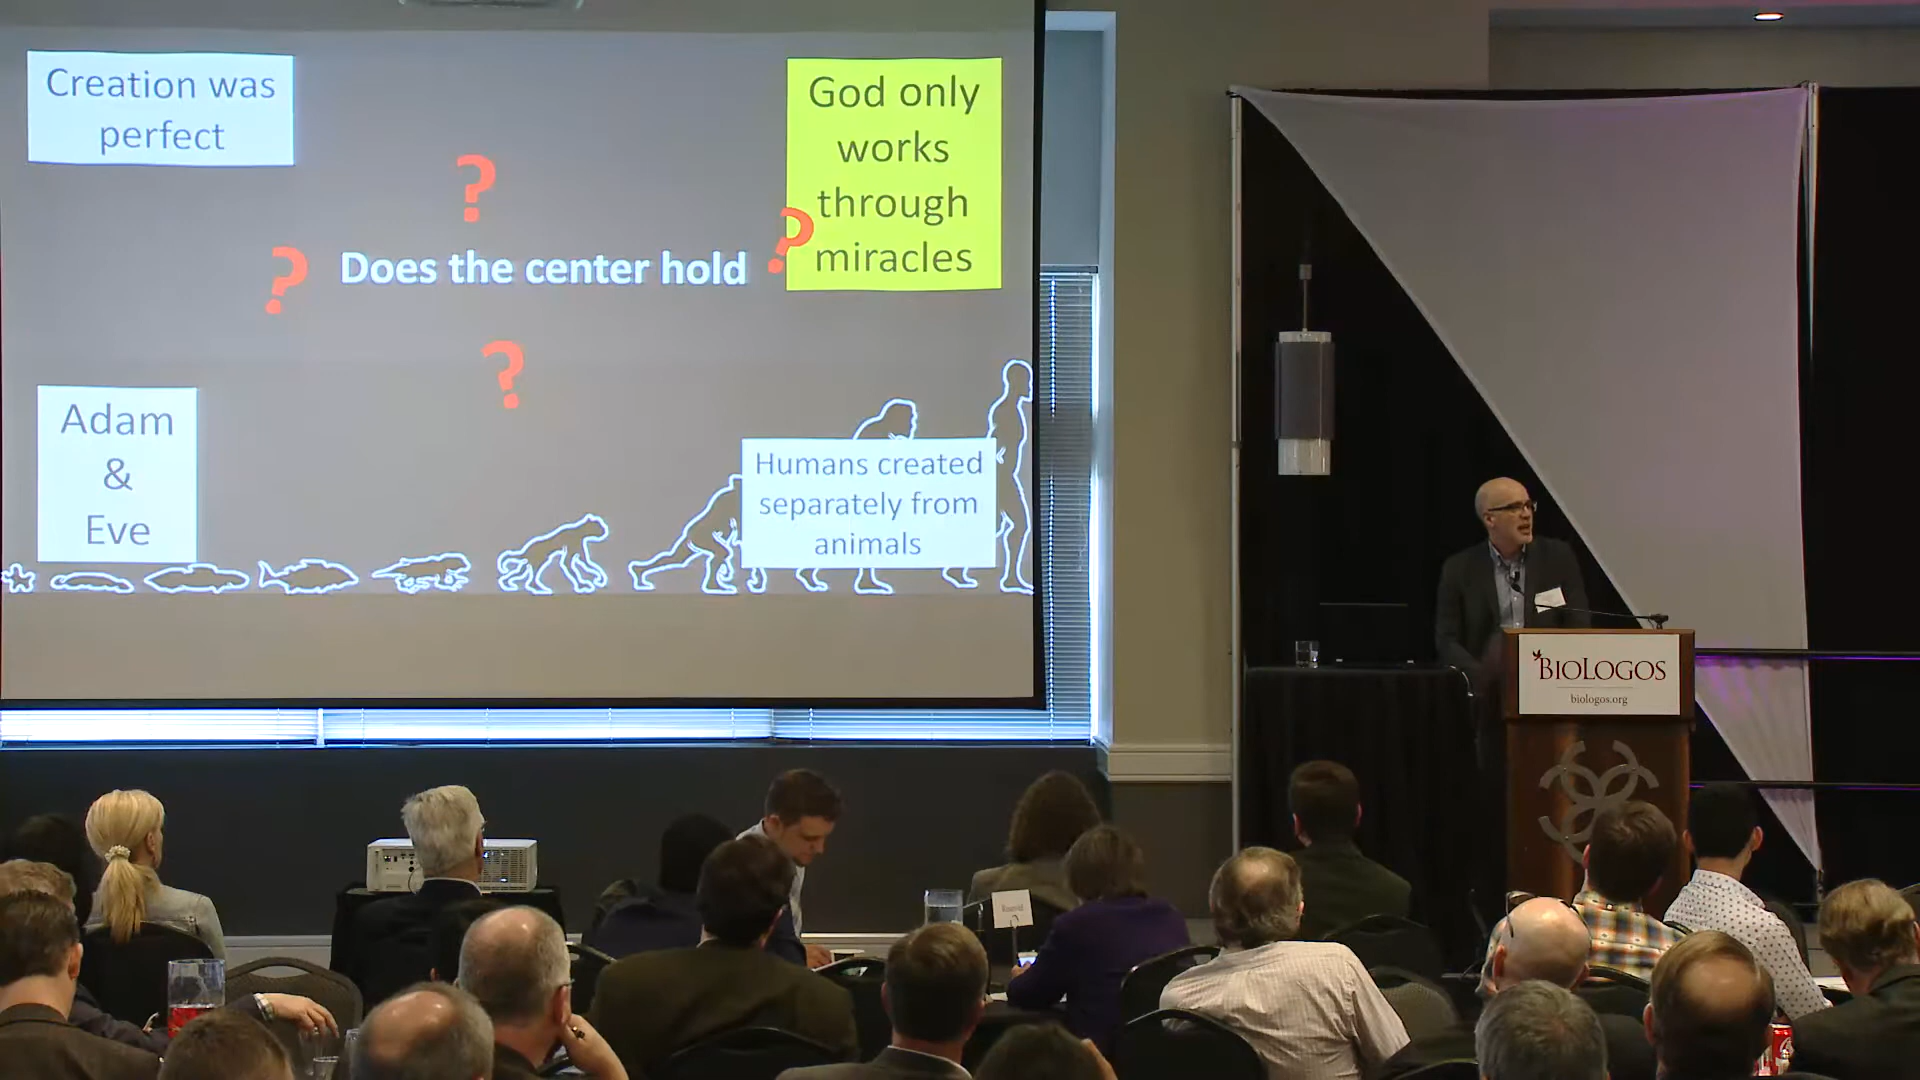 Creation was
perfect
God only
works
through
miracles
?
?
Does the center hold
?
?
Adam
&
Eve
Humans created
separately from
animals
BIOLOGOS
biologos.org
Reserved